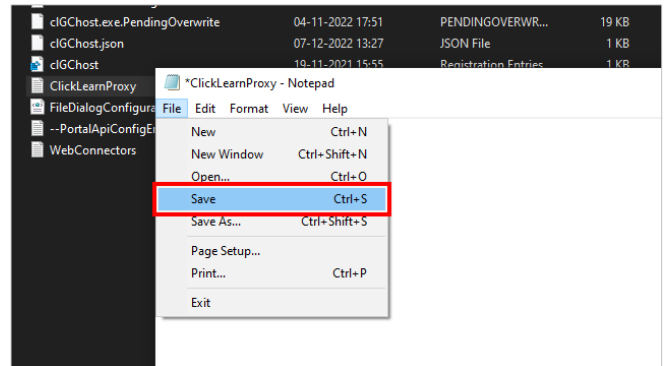 clGChost.exe.PendingOverwrite 04-11-2022 17:51 PENDINGOVERWR... 19 KB
clGChost.json 07-12-2022 13:27 JSON File 1 KB
clGChost 19-11-2021 15:55 Registration Entries 1 KB
ClickLearnProxy
*ClickLearnProxy - Notepad
FileDialogConfigura
File Edit Format View Help
--PortalApiConfigE
WebConnectors
New Ctrl+N
New Window Ctrl+Shift+N
Open... Ctrl+O
Save Ctrl+S
Save As... Ctrl+Shift+S
Page Setup...
Print... Ctrl+P
Exit